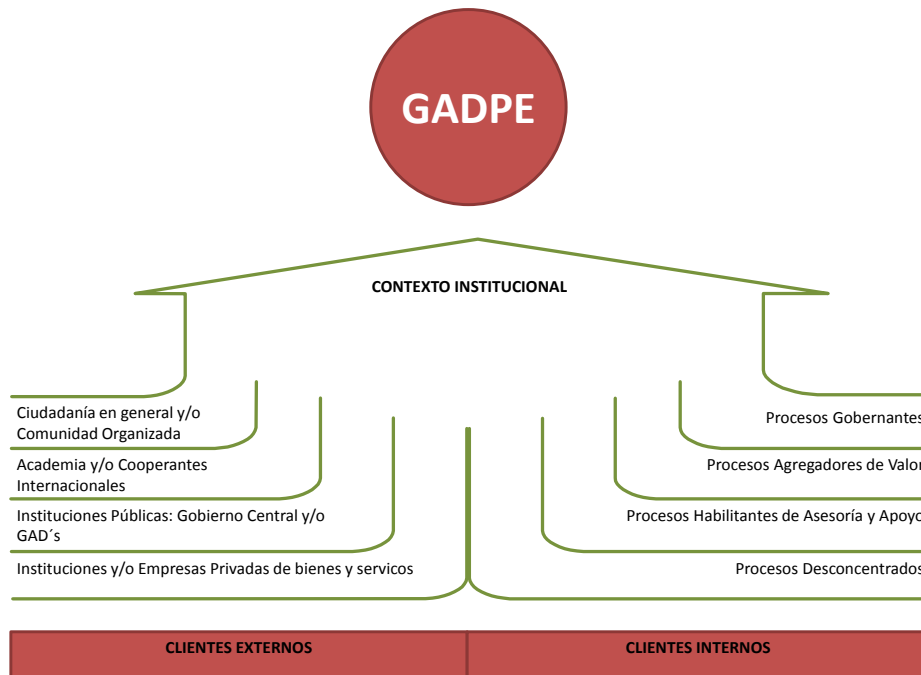 GADPE
CONTEXTO INSTITUCIONAL
Ciudadanía en general y/o
Comunidad Organizada
Academia y/o Cooperantes
Internacionales
Instituciones Públicas: Gobierno Central y/o
GAD´s
Instituciones y/o Empresas Privadas de bienes y servicos
Procesos Gobernantes
Procesos Agregadores de Valor
Procesos Habilitantes de Asesoría y Apoyo
Procesos Desconcentrados
CLIENTES EXTERNOS
CLIENTES INTERNOS